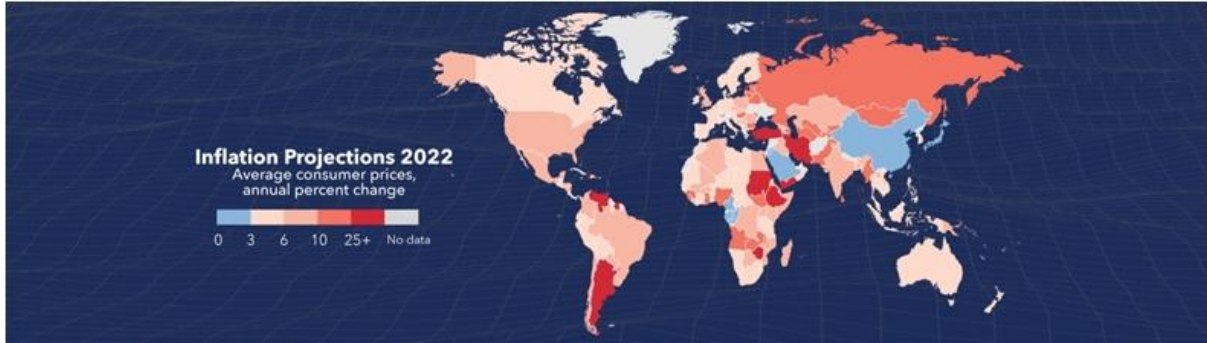 Inflation Projections 2022
Average consumer prices,
annual percent change
0 3 6 10 25+ No data